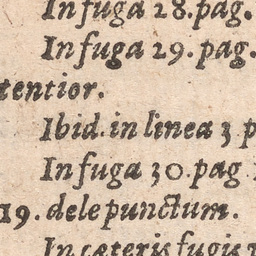 In fuga 28. pag.
In fuga 29. pag.
tentior.
Ibid. in linea 3 p
In fuga 30. pag
19. dele punctum.
In cæteris fugis